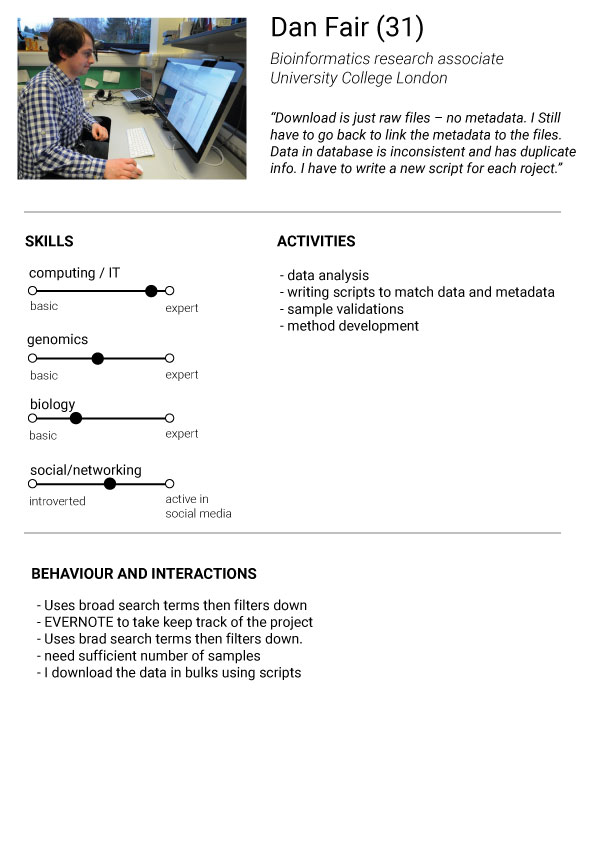 Dan Fair (31)
Bioinformatics research associate
University College London
“Download is just raw files – no metadata. I Still
have to go back to link the metadata to the files.
Data in database is inconsistent and has duplicate
info. I have to write a new script for each roject.”
SKILLS
computing / IT
basic
expert
genomics
basic
expert
biology
basic
expert
social/networking
introverted
active in
social media
ACTIVITIES
- data analysis
- writing scripts to match data and metadata
- sample validations
- method development
BEHAVIOUR AND INTERACTIONS
- Uses broad search terms then filters down
- EVERNOTE to take keep track of the project
- Uses brad search terms then filters down.
- need sufficient number of samples
- I download the data in bulks using scripts